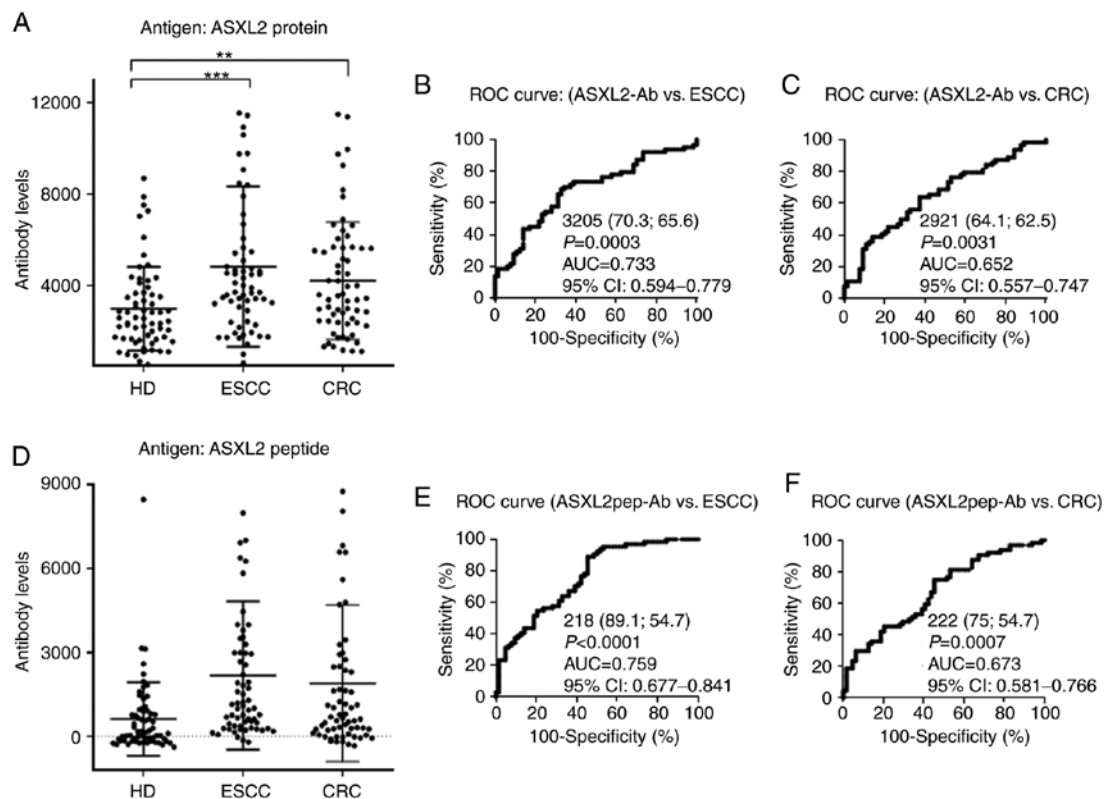 A
Antigen: ASXL2 protein
**
***
Antibody levels
12000
8000
4000
HD
ESCC
CRC
B
ROC curve: (ASXL2-Ab vs. ESCC)
Sensitivity (%)
100
80
60
40
20
0
3205 (70.3; 65.6)
P=0.0003
AUC=0.733
95% CI: 0.594–0.779
0 20 40 60 80 100
100-Specificity (%)
C
ROC curve: (ASXL2-Ab vs. CRC)
Sensitivity (%)
100
80
60
40
20
0
2921 (64.1; 62.5)
P=0.0031
AUC=0.652
95% CI: 0.557–0.747
0 20 40 60 80 100
100-Specificity (%)
D
Antigen: ASXL2 peptide
Antibody levels
9000
6000
3000
0
HD
ESCC
CRC
E
ROC curve (ASXL2pep-Ab vs. ESCC)
Sensitivity (%)
100
80
60
40
20
0
218 (89.1; 54.7)
P<0.0001
AUC=0.759
95% CI: 0.677–0.841
0 20 40 60 80 100
100-Specificity (%)
F
ROC curve (ASXL2pep-Ab vs. CRC)
Sensitivity (%)
100
80
60
40
20
0
222 (75; 54.7)
P=0.0007
AUC=0.673
95% CI: 0.581–0.766
0 20 40 60 80 100
100-Specificity (%)